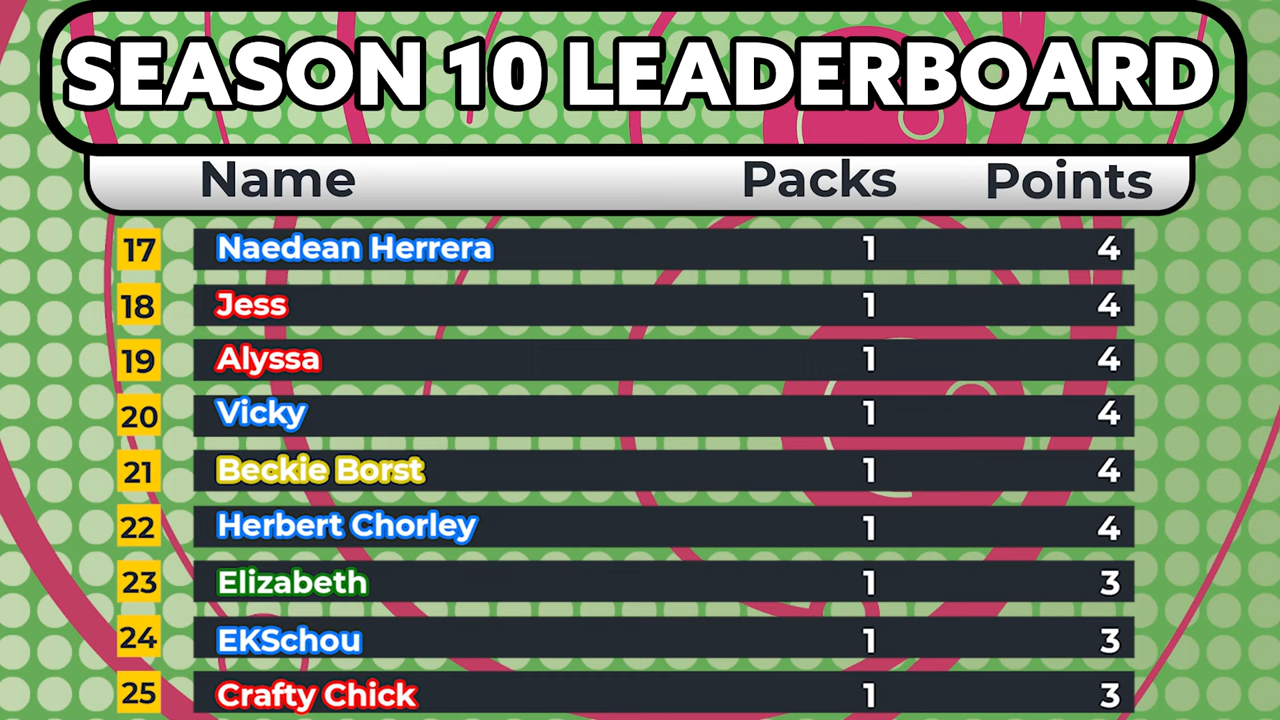 SEASON 10 LEADERBOARD
Name Packs Points
17 Naedean Herrera 1 4
18 Jess 1 4
19 Alyssa 1 4
20 Vicky 1 4
21 Beckie Borst 1 4
22 Herbert Chorley 1 4
23 Elizabeth 1 3
24 EKSchou 1 3
25 Crafty Chick 1 3